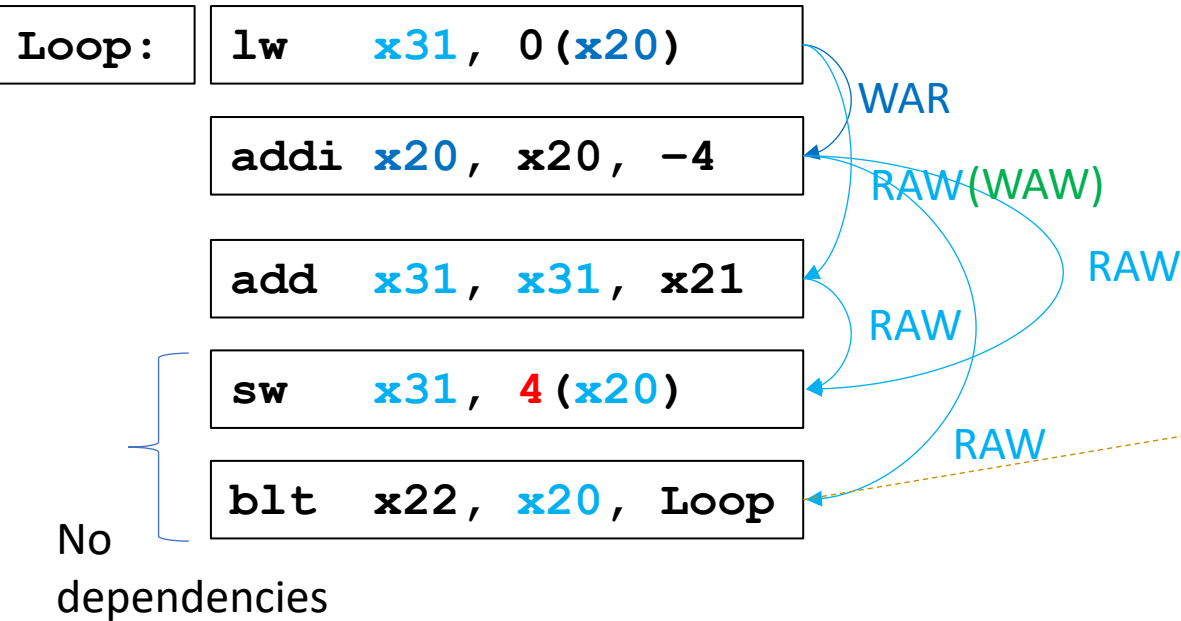 Loop: lw x31, 0(x20)
WAR
addi x20, x20, −4
RAW(WAW)
add x31, x31, x21
RAW
RAW
sw x31, 4(x20)
RAW
blt x22, x20, Loop
No
dependencies